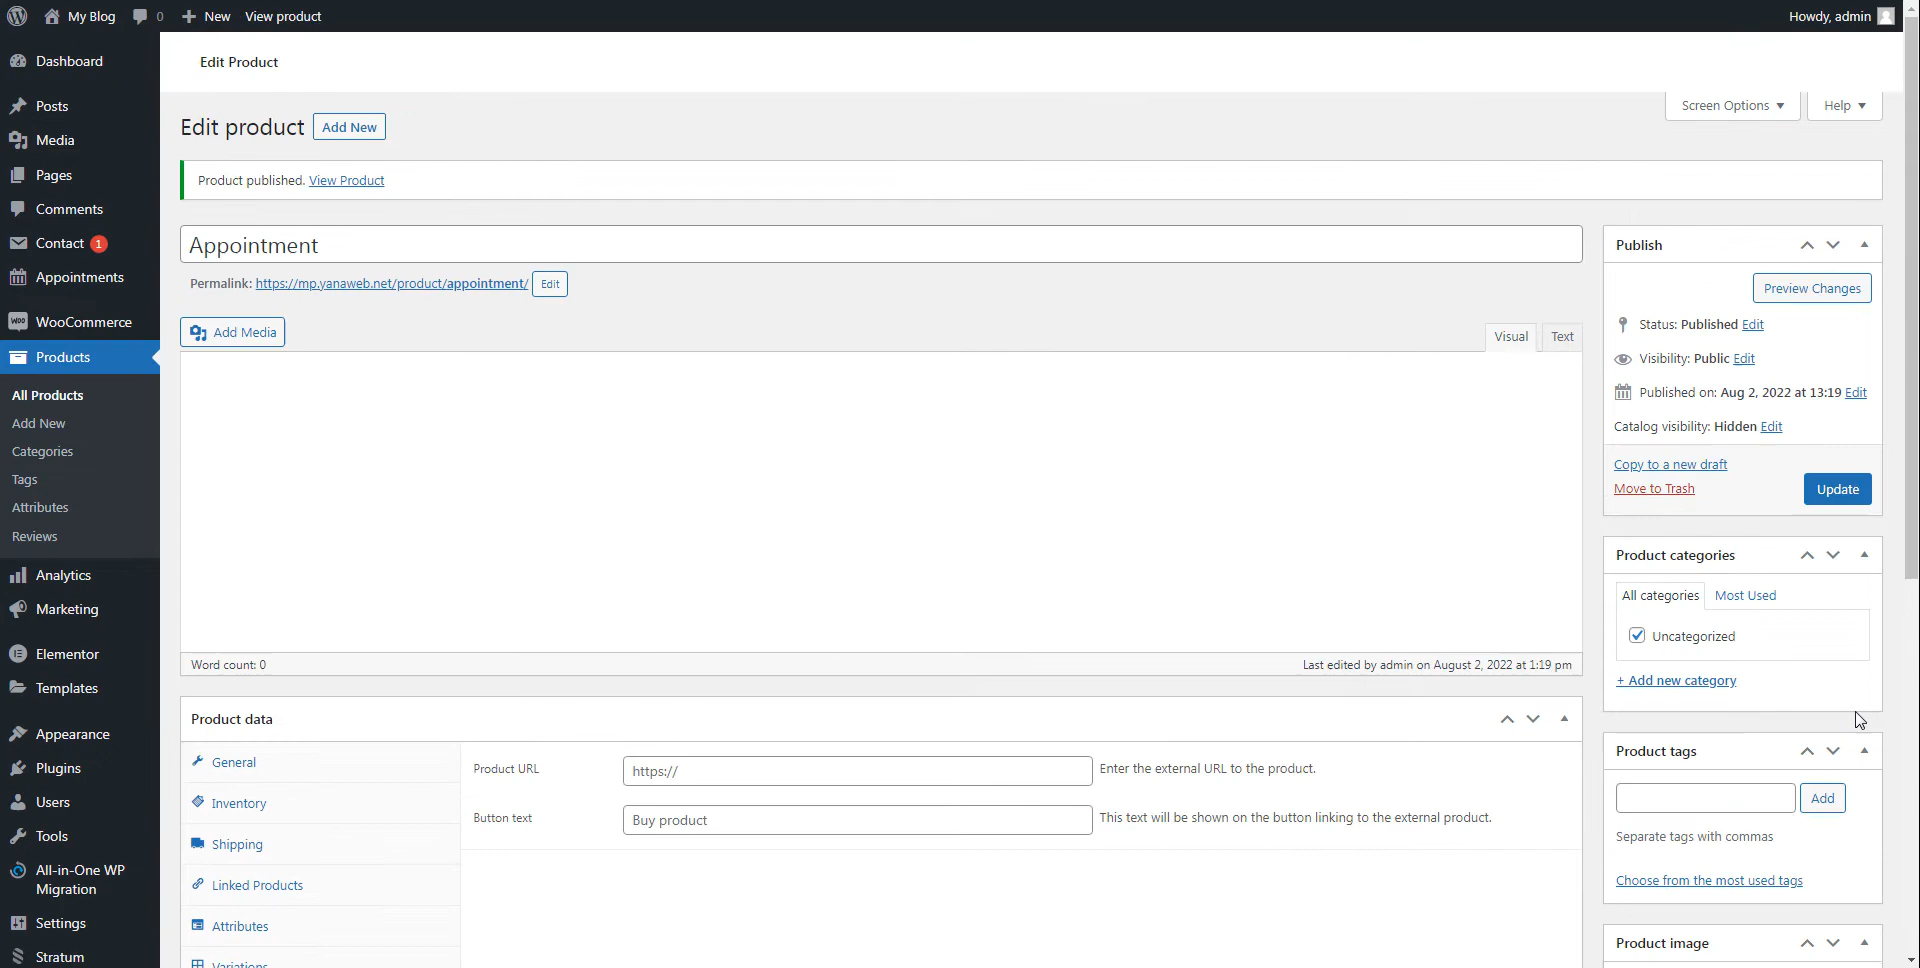 My Blog
0
New
View product
Howdy, admin
Dashboard
Posts
Media
Pages
Comments
Contact 1
Appointments
WOO WooCommerce
Products
All Products
Add New
Categories
Tags
Attributes
Reviews
Analytics
Marketing
Elementor
Templates
Appearance
Plugins
Users
Tools
All-in-One WP
Migration
Settings
Stratum
Edit Product
Screen Options
Help
Edit product
Add New
Product published. View Product
Appointment
Permalink: https://mp.yanaweb.net/product/appointment/ Edit
Add Media
Visual
Text
Word count: 0
Last edited by admin on August 2, 2022 at 1:19 pm
Product data
General
Inventory
Shipping
Linked Products
Attributes
Variations
Product URL
https://
Enter the external URL to the product.
Button text
Buy product
This text will be shown on the button linking to the external product.
Publish
Preview Changes
Status: Published Edit
Visibility: Public Edit
Published on: Aug 2, 2022 at 13:19 Edit
Catalog visibility: Hidden Edit
Copy to a new draft
Move to Trash
Update
Product categories
All categories
Most Used
Uncategorized
+ Add new category
Product tags
Add
Separate tags with commas
Choose from the most used tags
Product image